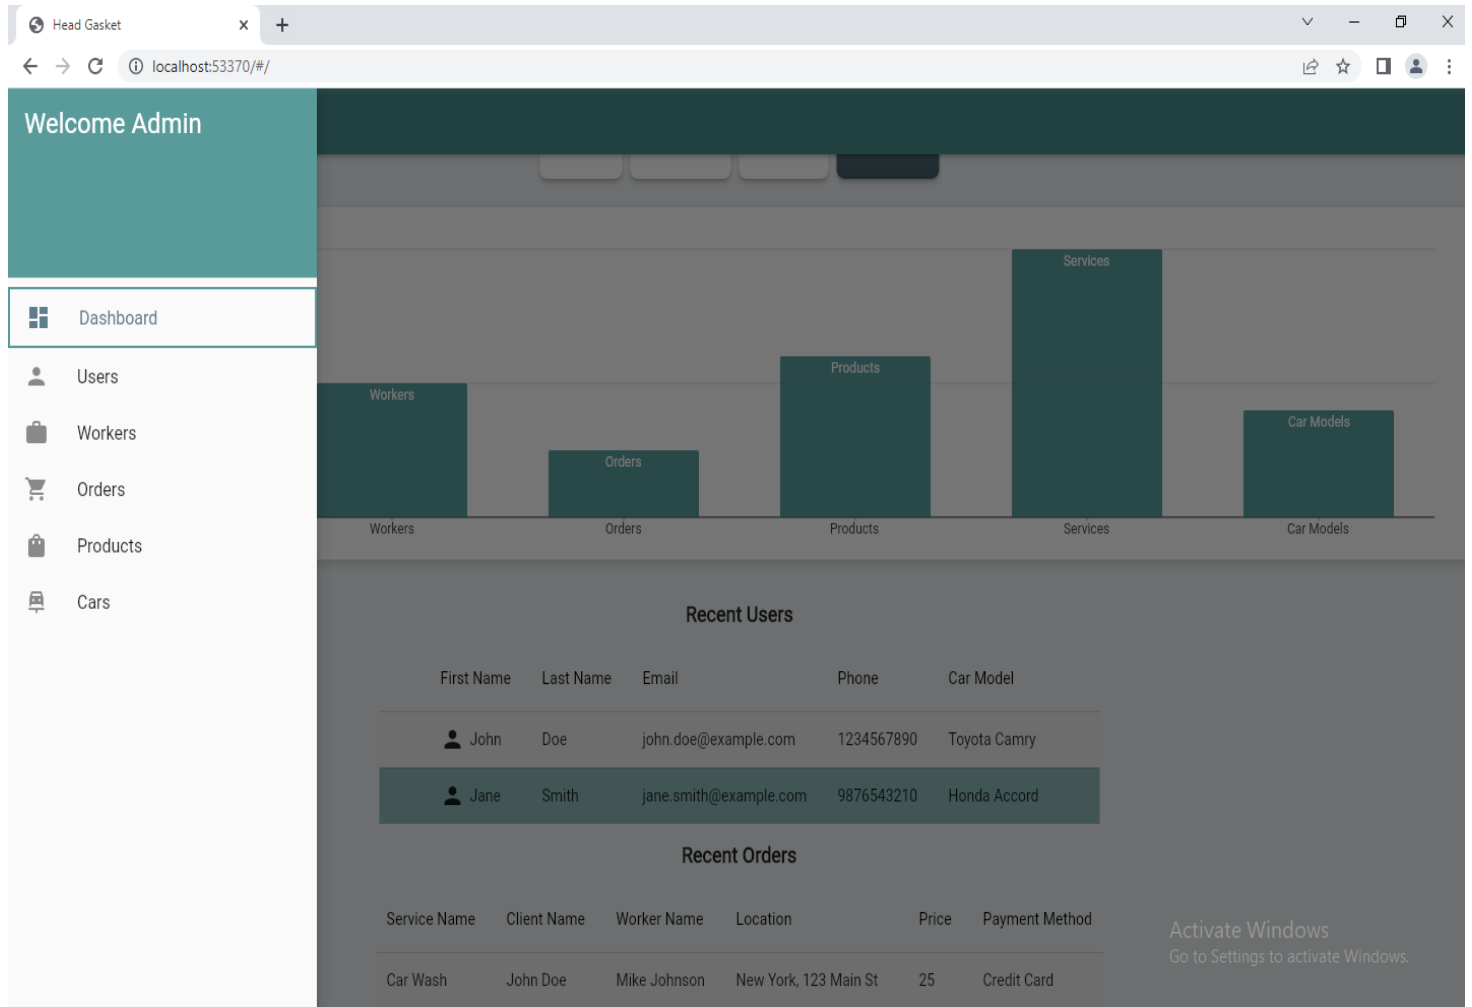 Head Gasket
localhost:53370/#/
Welcome Admin
Dashboard
Users
Workers
Orders
Products
Cars
Workers
Orders
Products
Services
Car Models
Workers
Orders
Products
Services
Car Models
Recent Users
First Name Last Name Email Phone Car Model
John Doe john.doe@example.com 1234567890 Toyota Camry
Jane Smith jane.smith@example.com 9876543210 Honda Accord
Recent Orders
Service Name Client Name Worker Name Location Price Payment Method
Car Wash John Doe Mike Johnson New York, 123 Main St 25 Credit Card
Activate Windows
Go to Settings to activate Windows.